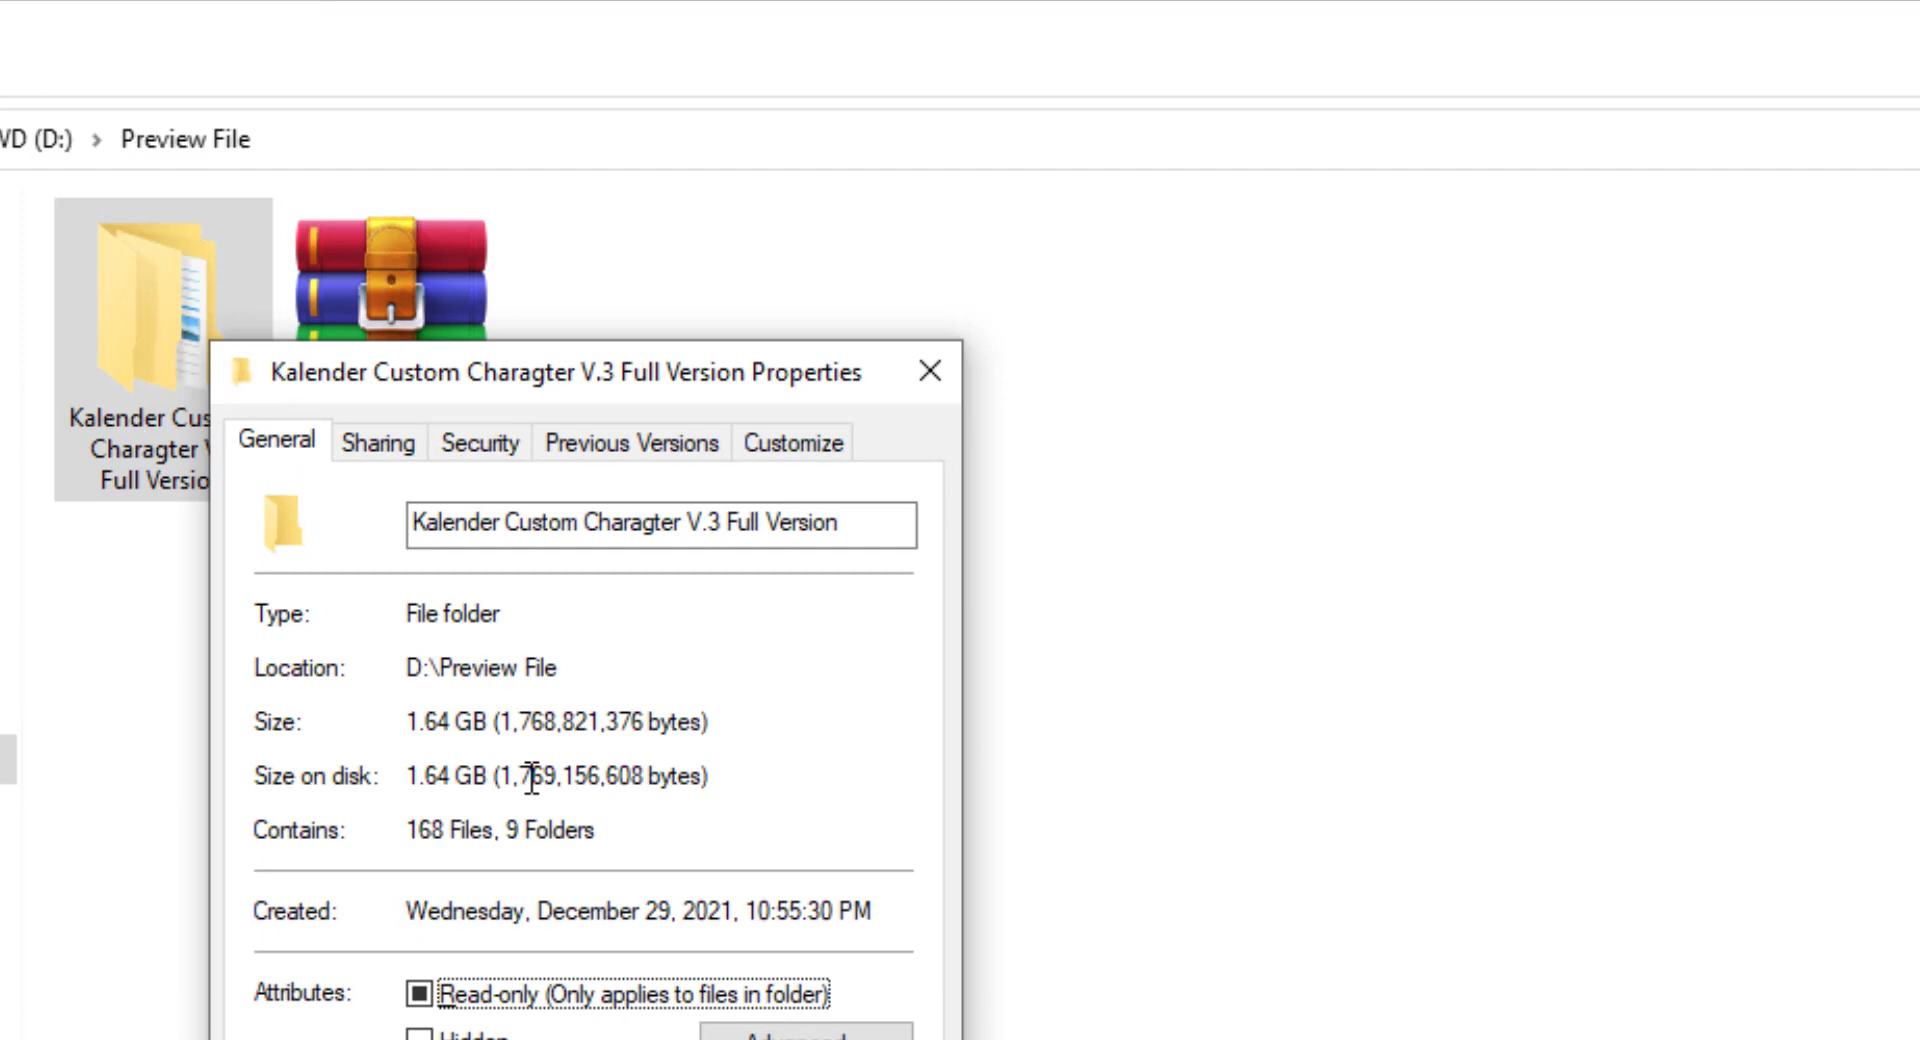 WD (D:) > Preview File
Kalender Cus
Charagter V
Full Versio
Kalender Custom Charagter V.3 Full Version Properties
General Sharing Security Previous Versions Customize
Kalender Custom Charagter V.3 Full Version
Type: File folder
Location: D:\Preview File
Size: 1.64 GB (1,768,821,376 bytes)
Size on disk: 1.64 GB (1,769,156,608 bytes)
Contains: 168 Files, 9 Folders
Created: Wednesday, December 29, 2021, 10:55:30 PM
Attributes: Read-only (Only applies to files in folder)
Hidden Advanced...